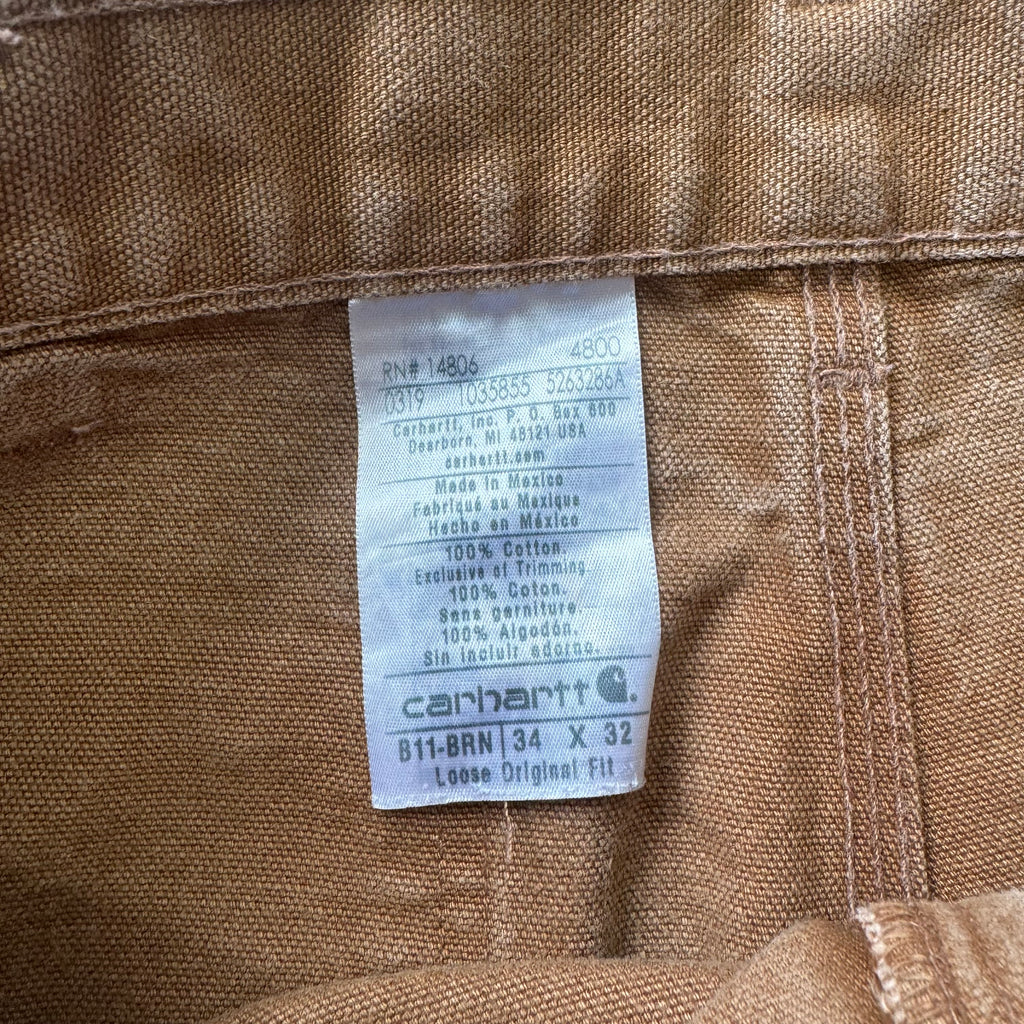 RN# 14806 4800
0319 1035855 5263286A
Carhartt, Inc. P. O. Box 600
Dearborn, MI 48121 USA
carhartt.com
Made in Mexico
Fabriqué au Mexique
Hecho en México
100% Cotton.
Exclusive of Trimming
100% Coton.
Sans garniture
100% Algodón.
Sin incluir adorno.
carhartt
B11-BRN 34 X 32
Loose Original Fit